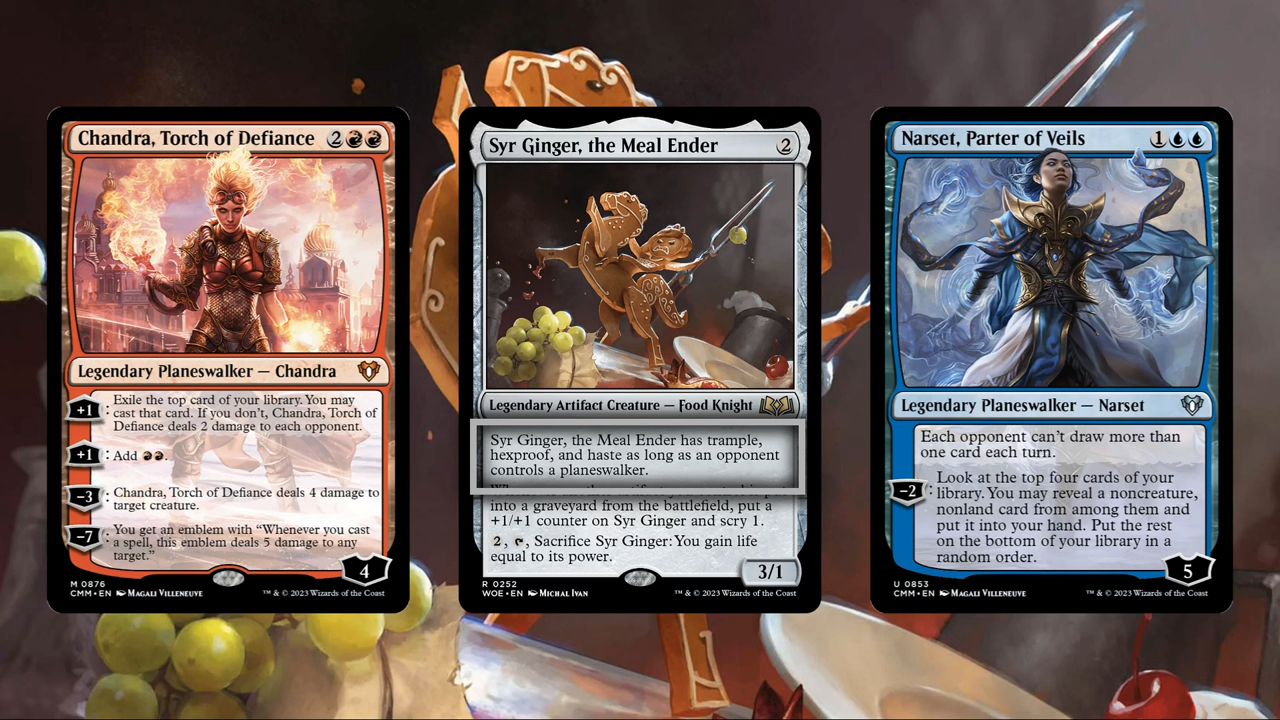 Chandra, Torch of Defiance 2
Legendary Planeswalker — Chandra
+1 : Exile the top card of your library. You may
cast that card. If you don't, Chandra, Torch of
Defiance deals 2 damage to each opponent.
+1 : Add
−3 : Chandra, Torch of Defiance deals 4 damage to
target creature.
−7 : You get an emblem with “Whenever you cast
a spell, this emblem deals 5 damage to any
target.”
4
M 0876
CMM • EN Magali Villeneuve ™ & © 2023 Wizards of the Coast
Syr Ginger, the Meal Ender 2
Legendary Artifact Creature — Food Knight
Syr Ginger, the Meal Ender has trample,
hexproof, and haste as long as an opponent
controls a planeswalker.
into a graveyard from the battlefield, put a
+1/+1 counter on Syr Ginger and scry 1.
2, , Sacrifice Syr Ginger: You gain life
equal to its power.
3/1
R 0252
WOE • EN Michal Ivan ™ & © 2023 Wizards of the Coast
Narset, Parter of Veils 1
Legendary Planeswalker — Narset
Each opponent can't draw more than
one card each turn.
−2 : Look at the top four cards of your
library. You may reveal a noncreature,
nonland card from among them and
put it into your hand. Put the rest
on the bottom of your library in a
random order.
5
U 0853
CMM • EN Magali Villeneuve ™ & © 2023 Wizards of the Coast